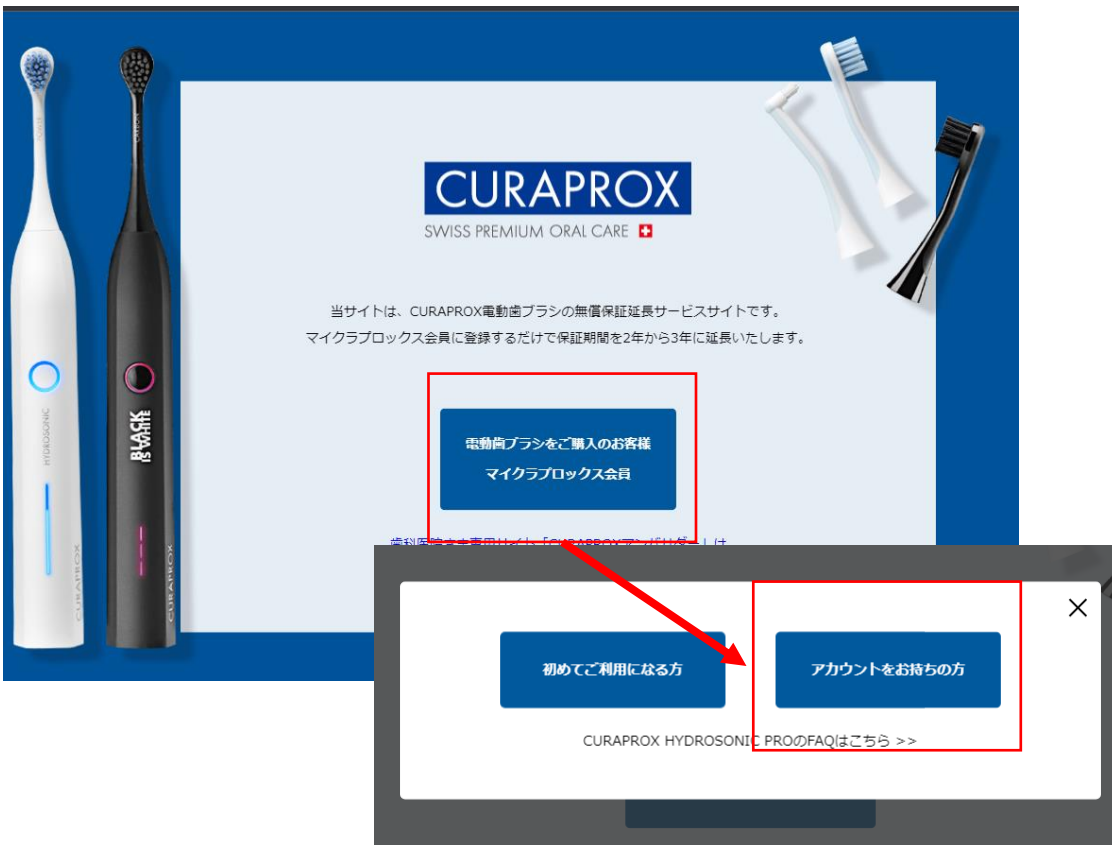 CURAPROX
SWISS PREMIUM ORAL CARE
当サイトは、CURAPROX電動歯ブラシの無償保証延長サービスサイトです。
マイクラプロックス会員に登録するだけで保証期間を2年から3年に延長いたします。
電動歯ブラシをご購入のお客様
マイクラプロックス会員
HYDROSONIC
CURAPROX
BLACK
IS WHITE
CURAPROX
初めてご利用になる方
アカウントをお持ちの方
CURAPROX HYDROSONIC PROのFAQはこちら >>